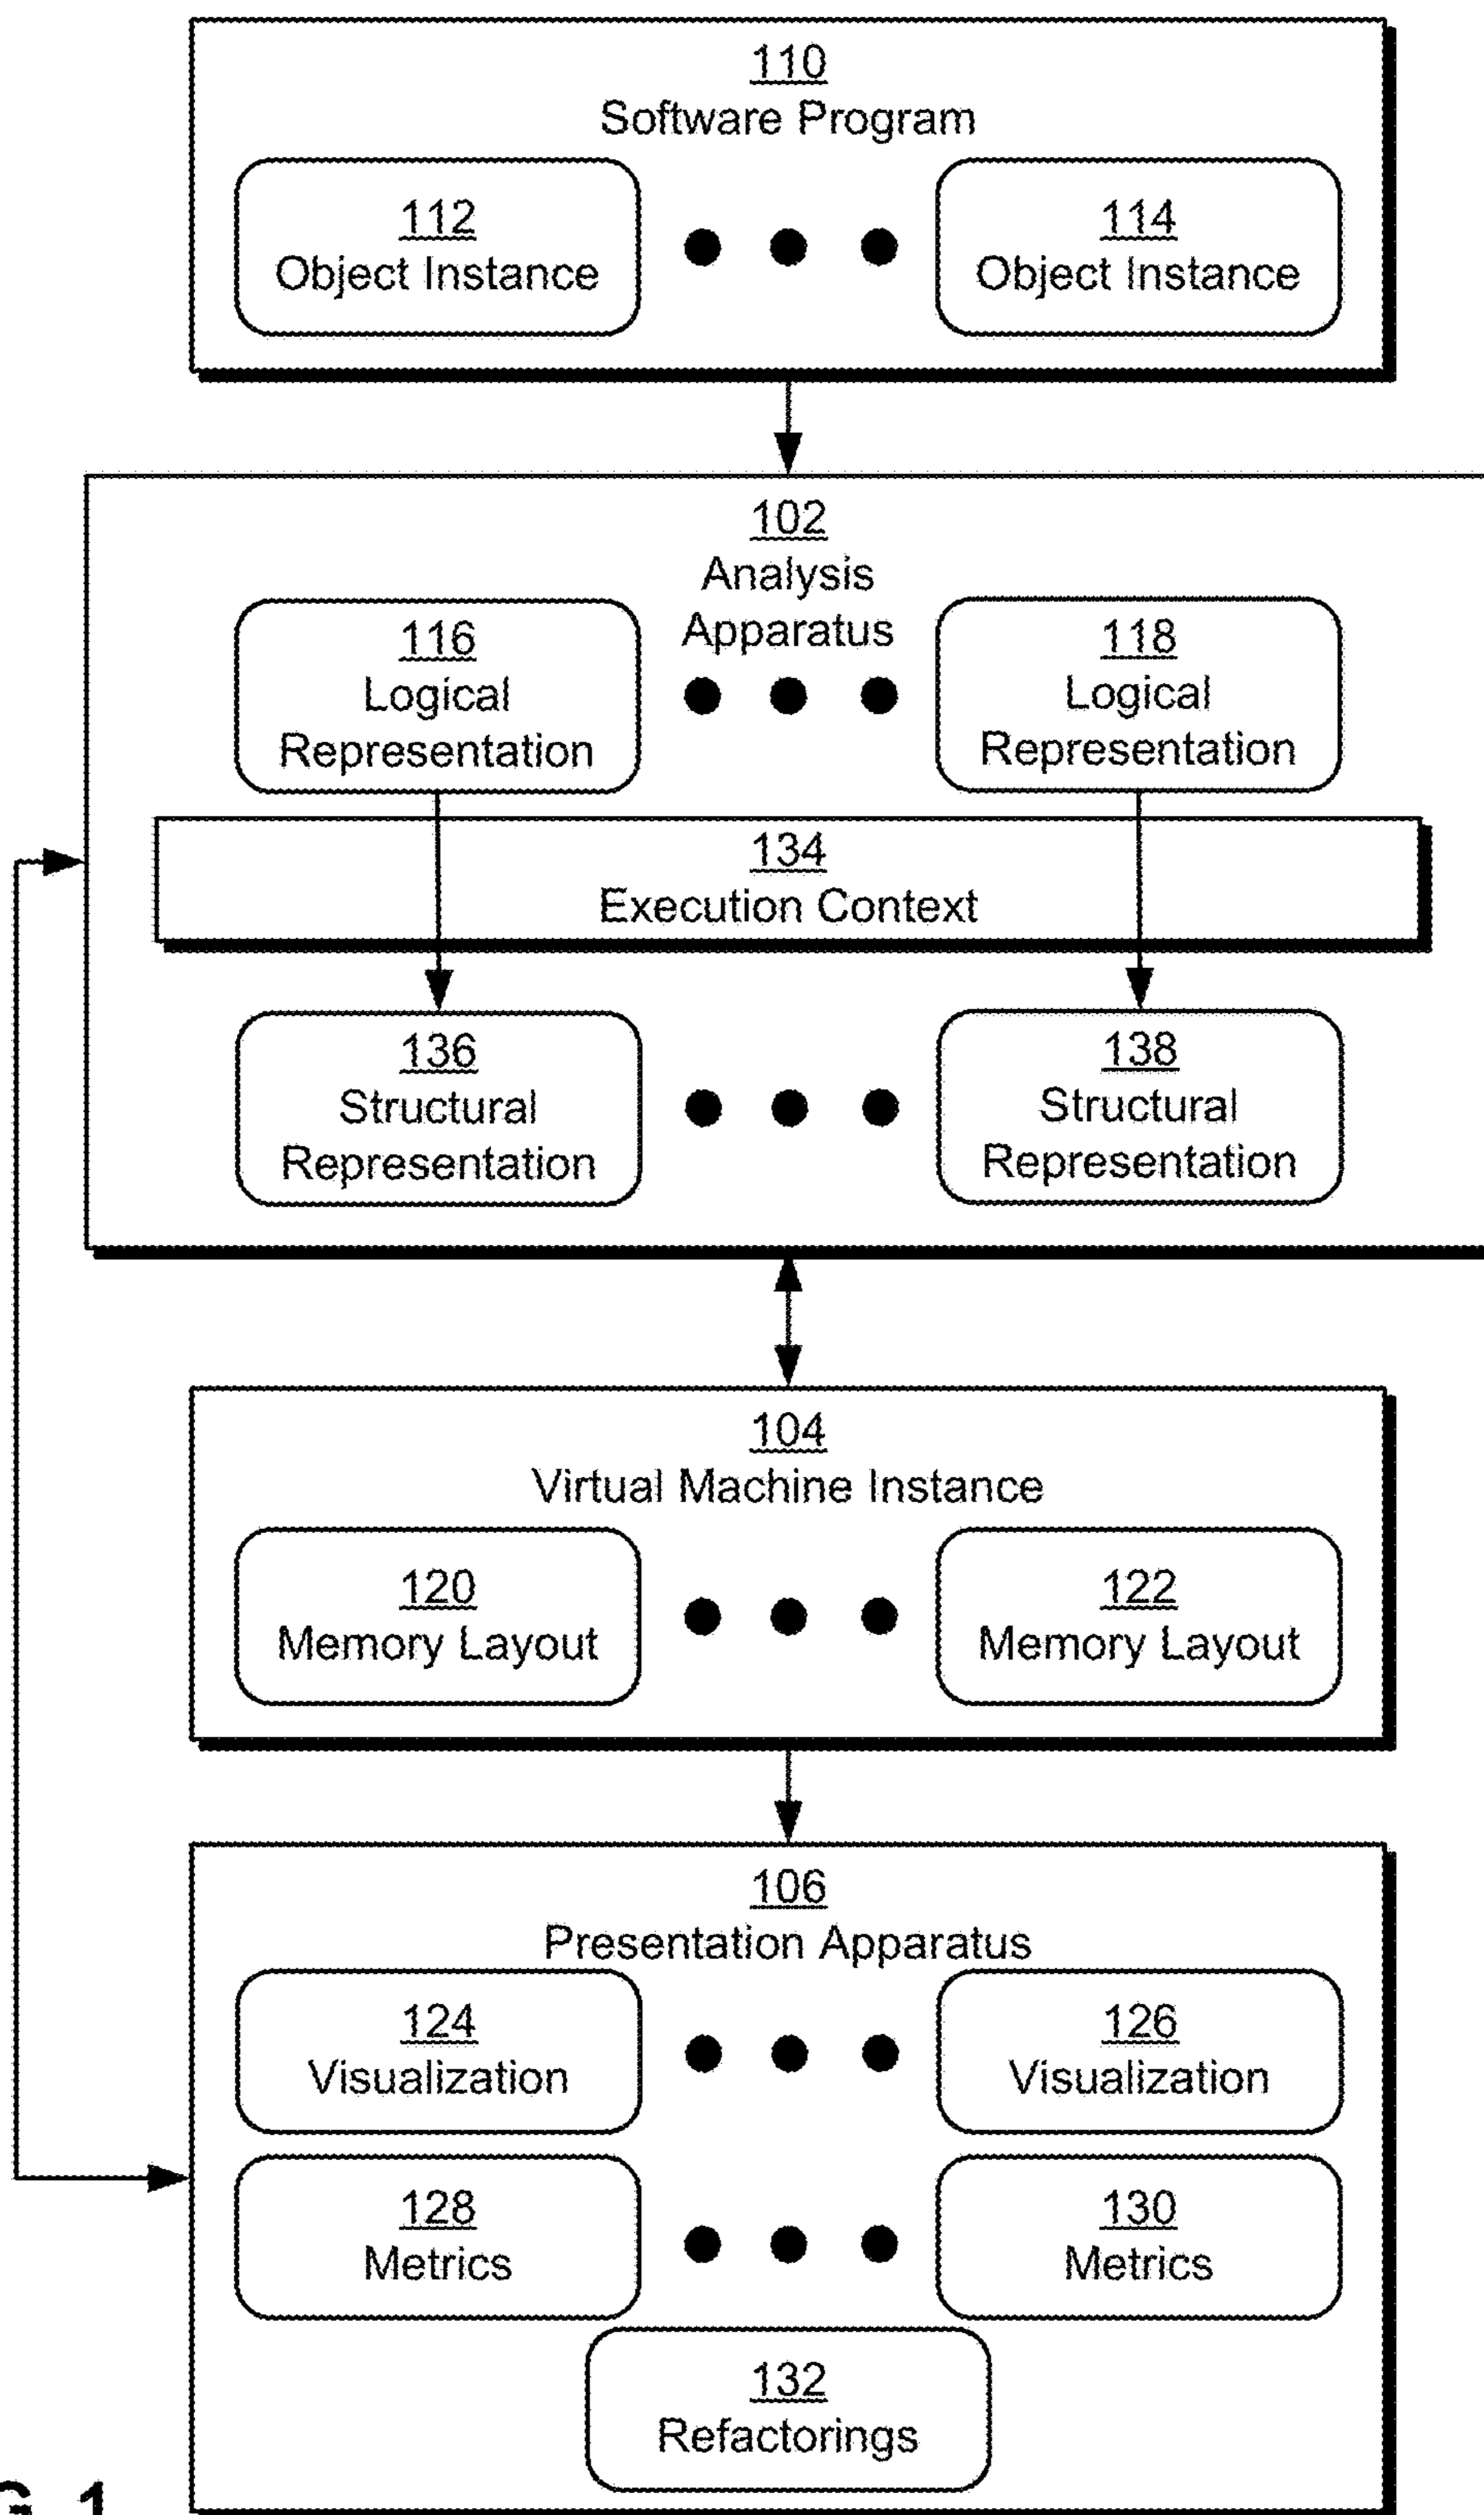 110
Software Program
112
Object Instance
114
Object Instance
102
Analysis
Apparatus
116
Logical
Representation
118
Logical
Representation
134
Execution Context
136
Structural
Representation
138
Structural
Representation
104
Virtual Machine Instance
120
Memory Layout
122
Memory Layout
106
Presentation Apparatus
124
Visualization
126
Visualization
128
Metrics
130
Metrics
132
Refactorings
G. 1